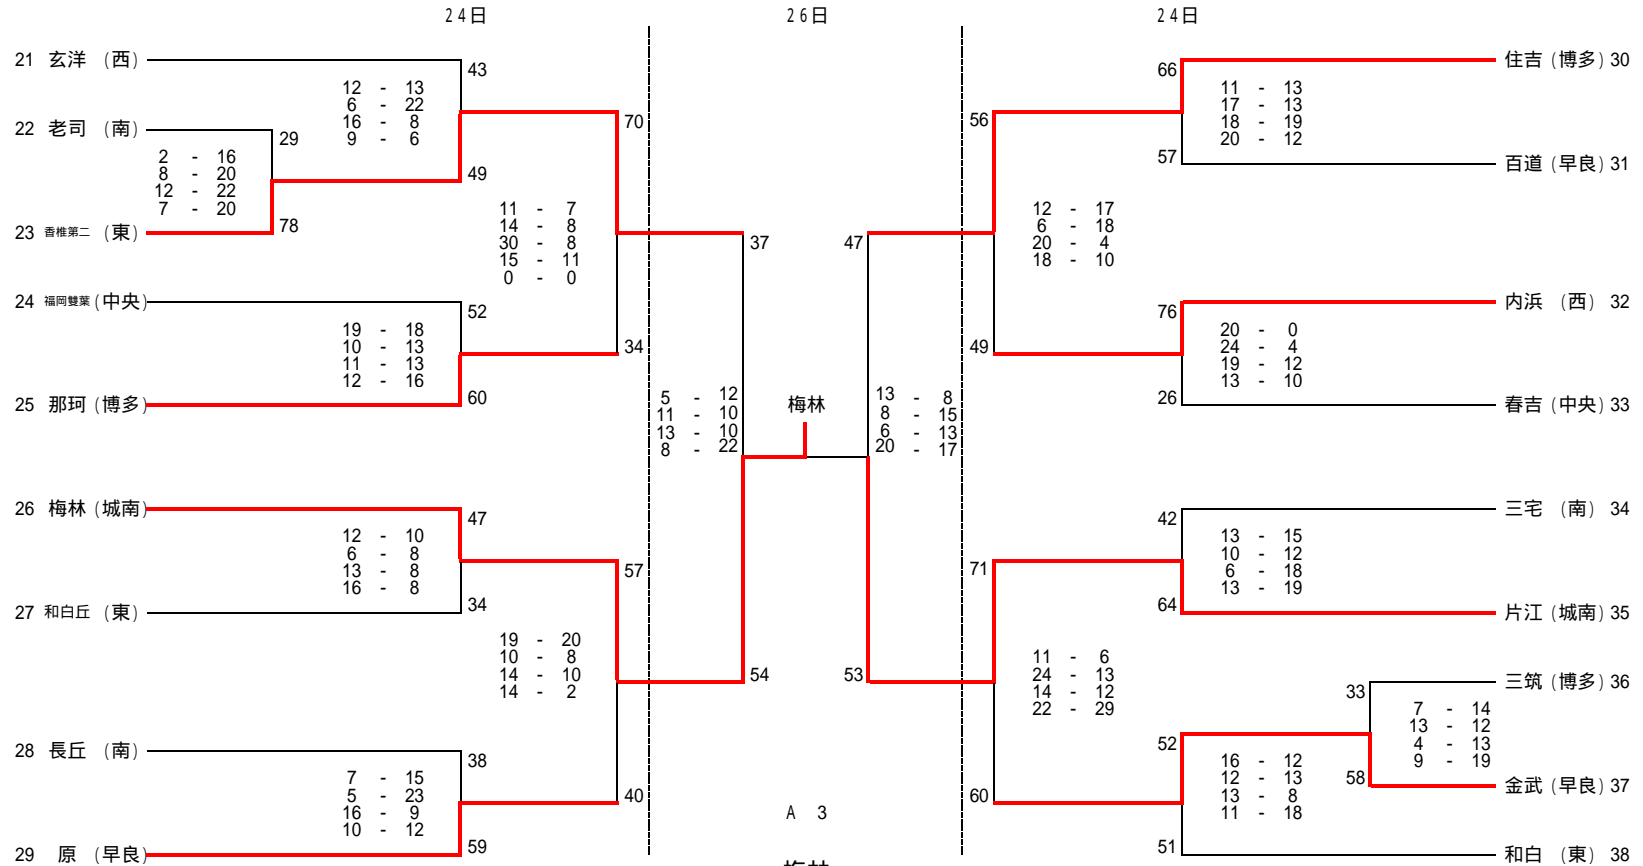 24日 26日 24日
21 玄洋 (西) 43
12 - 13
6 - 22
16 - 8
9 - 6
22 老司 (南) 29
2 - 16
8 - 20
12 - 22
7 - 20
49
23 香椎第二 (東) 78
70
11 - 7
14 - 8
30 - 8
15 - 11
0 - 0
24 福岡雙葉 (中央) 52
19 - 18
10 - 13
11 - 13
12 - 16
34
25 那珂 (博多) 60
37
5 - 12
11 - 10
13 - 10
8 - 22
26 梅林 (城南) 47
12 - 10
6 - 8
13 - 8
16 - 8
57
27 和白丘 (東) 34
19 - 20
10 - 8
14 - 10
14 - 2
54
28 長丘 (南) 38
7 - 15
5 - 23
16 - 9
10 - 12
40
29 原 (早良) 59
梅林
A 3
梅林
66 住吉 (博多) 30
11 - 13
17 - 13
18 - 19
20 - 12
56
57 百道 (早良) 31
47
12 - 17
6 - 18
20 - 4
18 - 10
76 内浜 (西) 32
20 - 0
24 - 4
19 - 12
13 - 10
49
26 春吉 (中央) 33
13 - 8
8 - 15
6 - 13
20 - 17
42 三宅 (南) 34
13 - 15
10 - 12
6 - 18
13 - 19
71
64 片江 (城南) 35
53
11 - 6
24 - 13
14 - 12
22 - 29
33 三筑 (博多) 36
7 - 14
13 - 12
4 - 13
9 - 19
52
58 金武 (早良) 37
16 - 12
12 - 13
13 - 8
11 - 18
60
51 和白 (東) 38